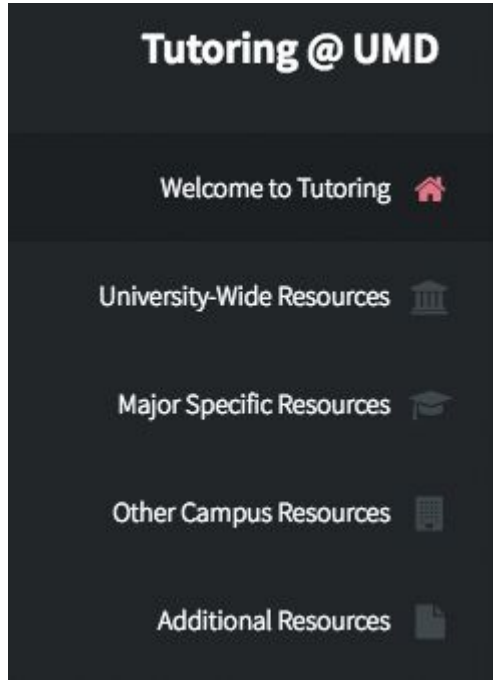 Tutoring @ UMD
Welcome to Tutoring
University-Wide Resources
Major Specific Resources
Other Campus Resources
Additional Resources